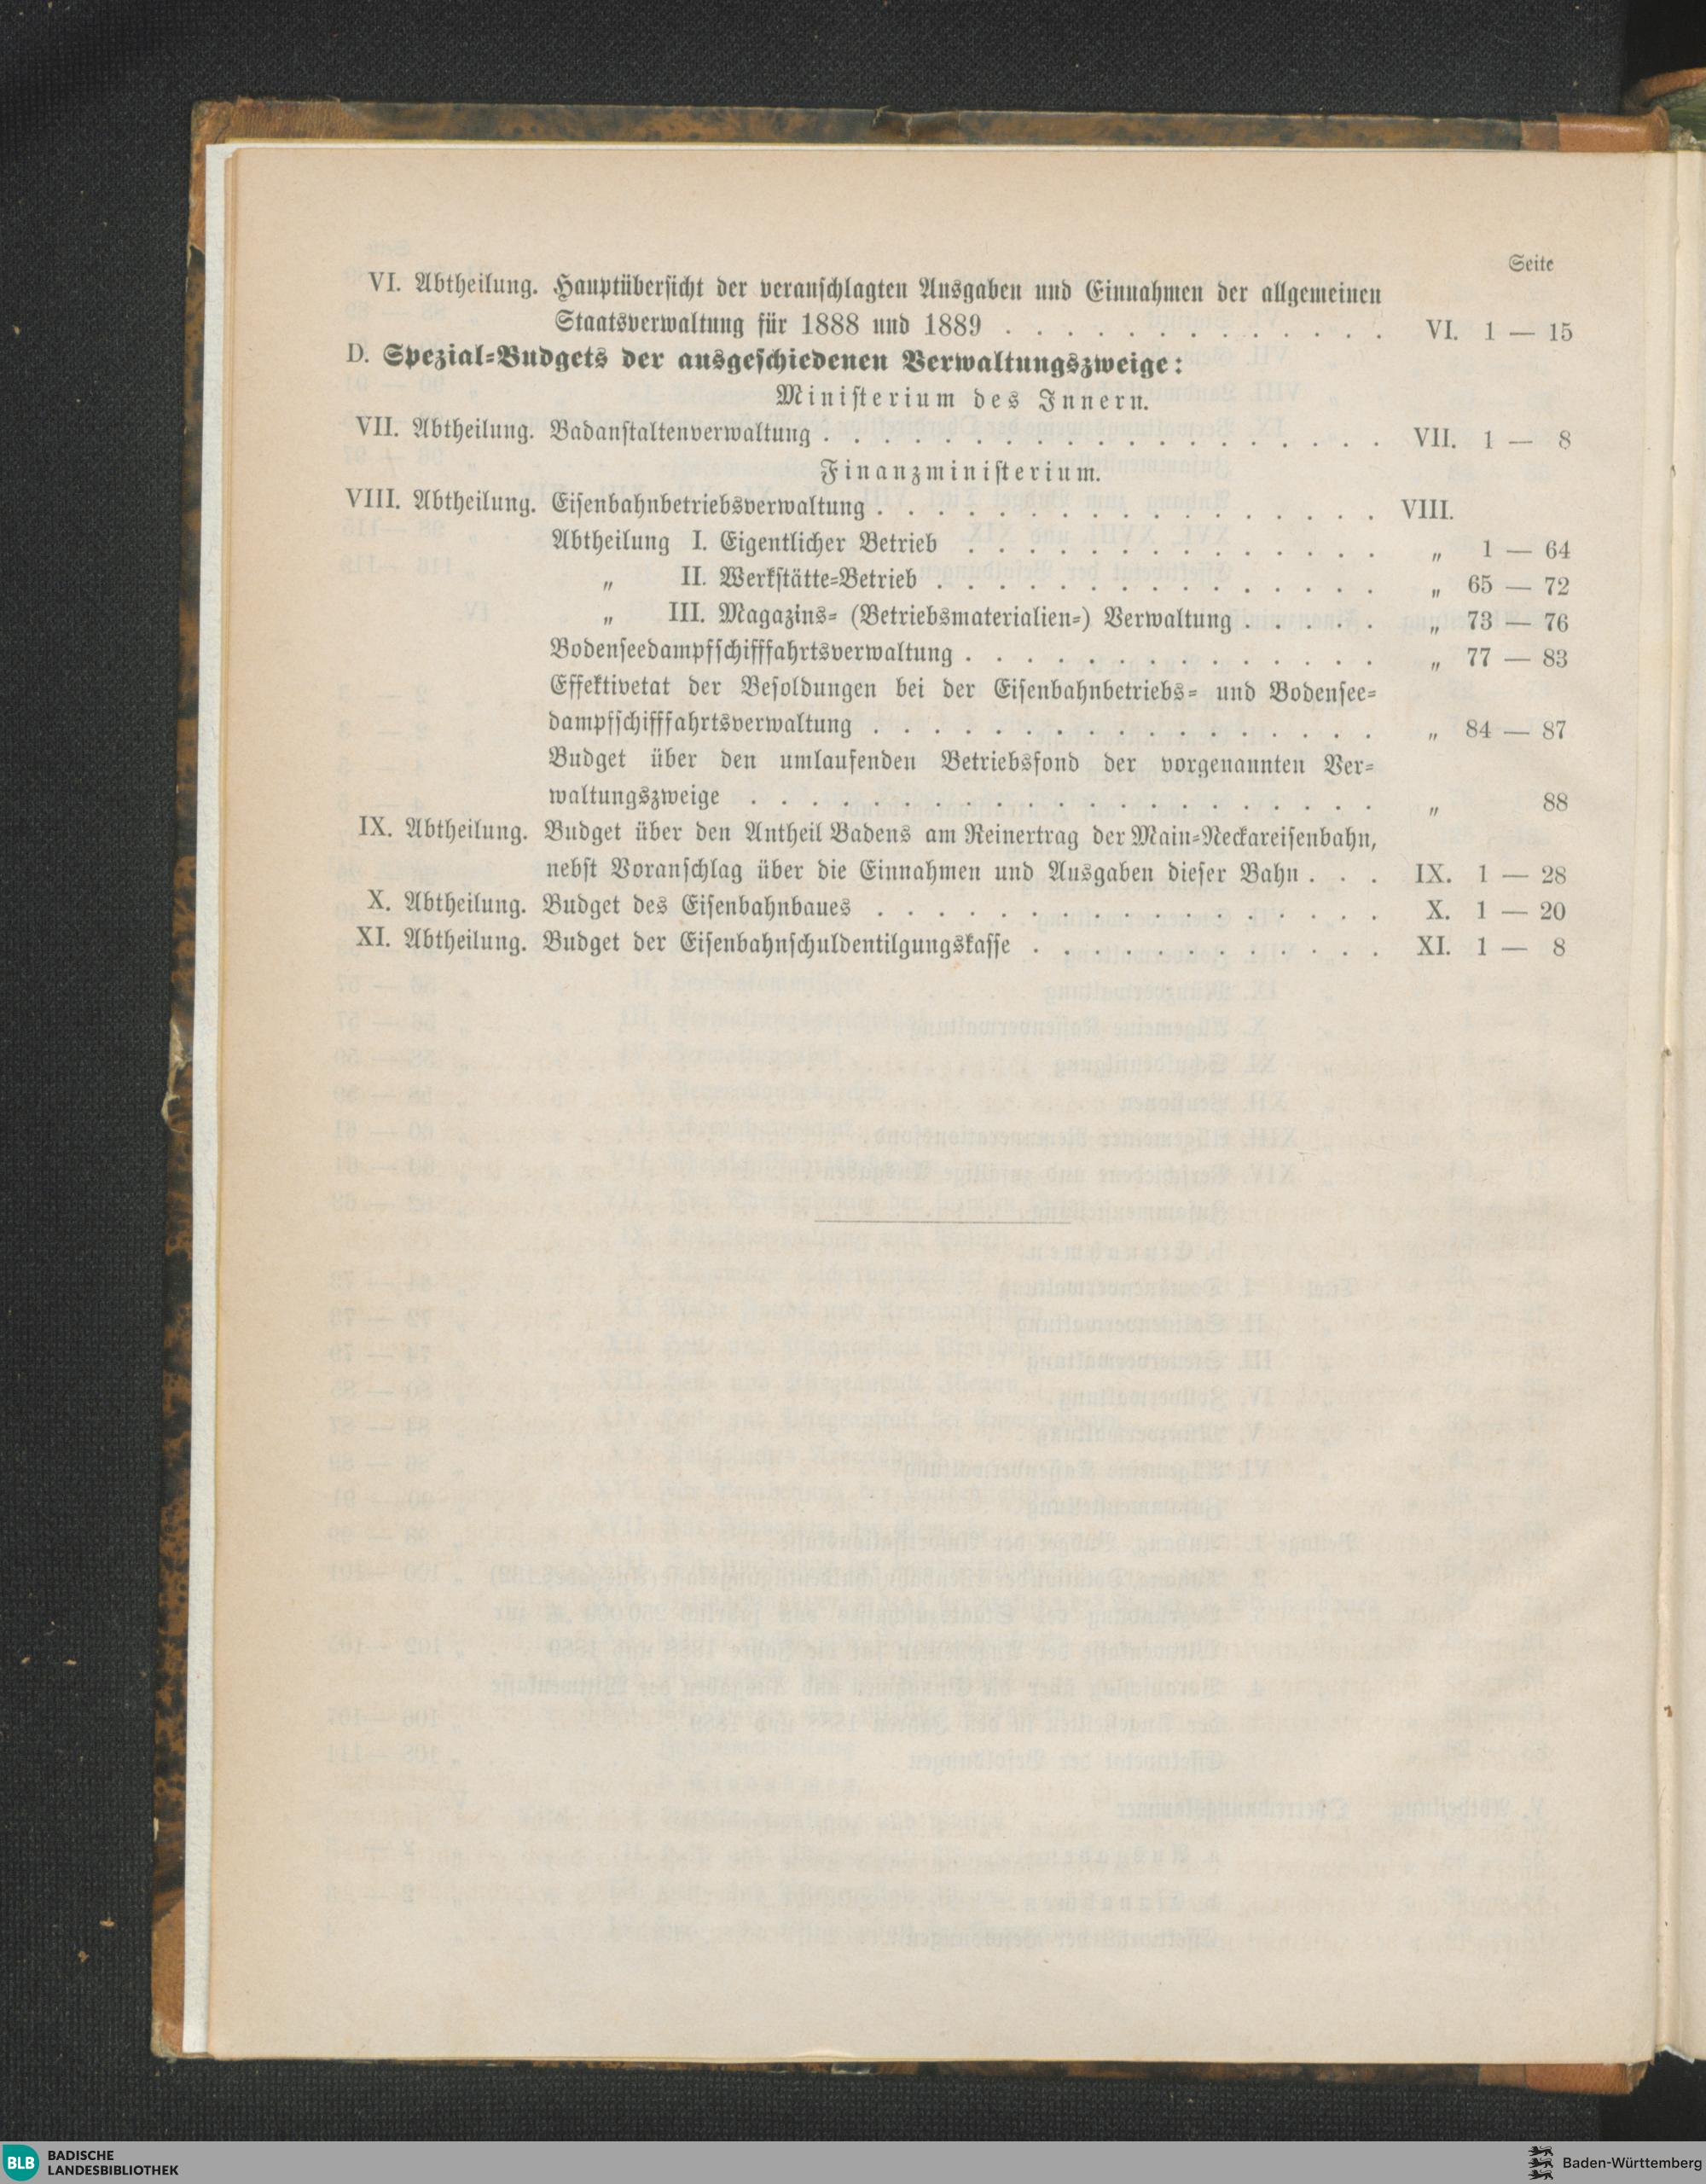 Seite
VI. Abtheilung. Hauptübersicht der veranschlagten Ausgaben und Einnahmen der allgemeinen
Staatsverwaltung für 1888 und 1889 . . . . . . . . . . . . . VI. 1 — 15
D. Spezial=Budgets der ausgeschiedenen Verwaltungszweige:
Ministerium des Innern.
VII. Abtheilung. Badanstaltenverwaltung . . . . . . . . . . . . . . . . . . . VII. 1 — 8
Finanzministerium.
VIII. Abtheilung. Eisenbahnbetriebsverwaltung . . . . . . . . . . . . . . . . . VIII.
Abtheilung I. Eigentlicher Betrieb . . . . . . . . . . . . . . „ 1 — 64
„ II. Werkstätte=Betrieb . . . . . . . . . . . . . . . „ 65 — 72
„ III. Magazins= (Betriebsmaterialien=) Verwaltung . . . . . „ 73 — 76
Bodenseedampfschifffahrtsverwaltung . . . . . . . . . . . . . . „ 77 — 83
Effektivetat der Besoldungen bei der Eisenbahnbetriebs= und Bodensee=
dampfschifffahrtsverwaltung . . . . . . . . . . . . . . . . . „ 84 — 87
Budget über den umlaufenden Betriebsfond der vorgenannten Ver=
waltungszweige . . . . . . . . . . . . . . . . . . . . . „ 88
IX. Abtheilung. Budget über den Antheil Badens am Reinertrag der Main=Neckareisenbahn,
nebst Voranschlag über die Einnahmen und Ausgaben dieser Bahn . . . IX. 1 — 28
X. Abtheilung. Budget des Eisenbahnbaues . . . . . . . . . . . . . . . . . X. 1 — 20
XI. Abtheilung. Budget der Eisenbahnschuldentilgungskasse . . . . . . . . . . . . XI. 1 — 8
BLB BADISCHE
LANDESBIBLIOTHEK
Baden-Württemberg